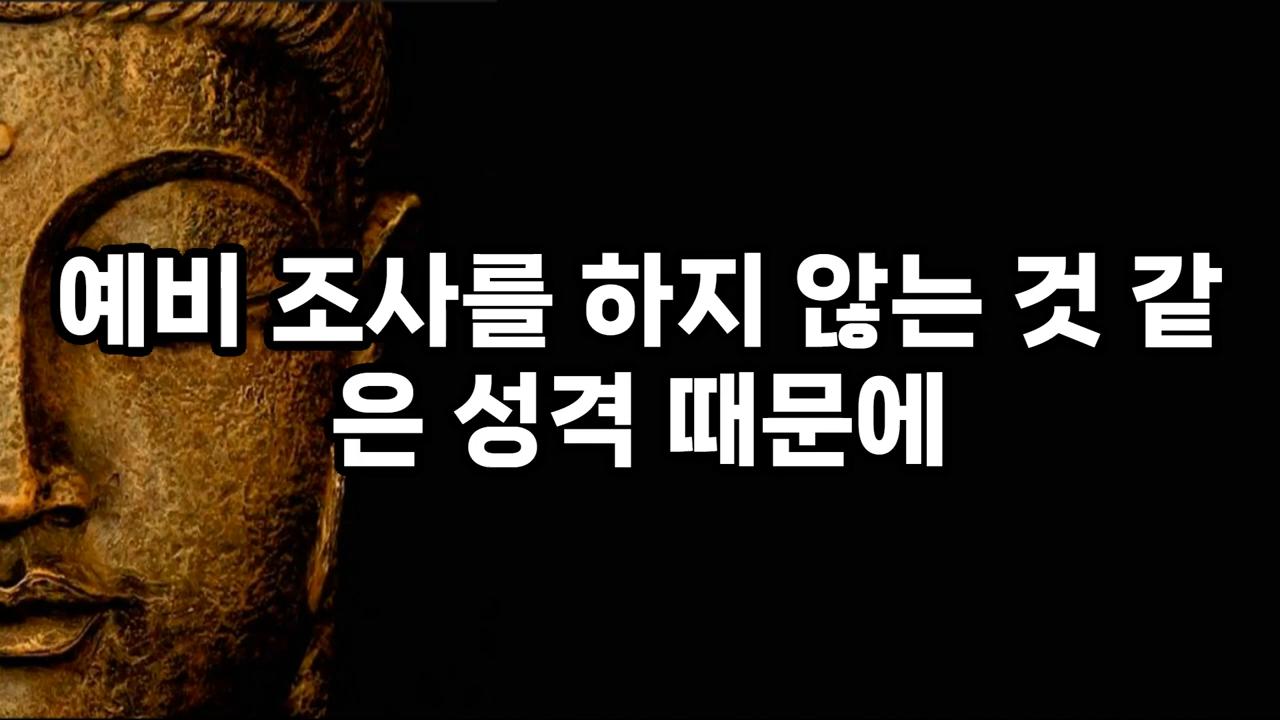 예비 조사를 하지 않는 것 같
은 성격 때문에